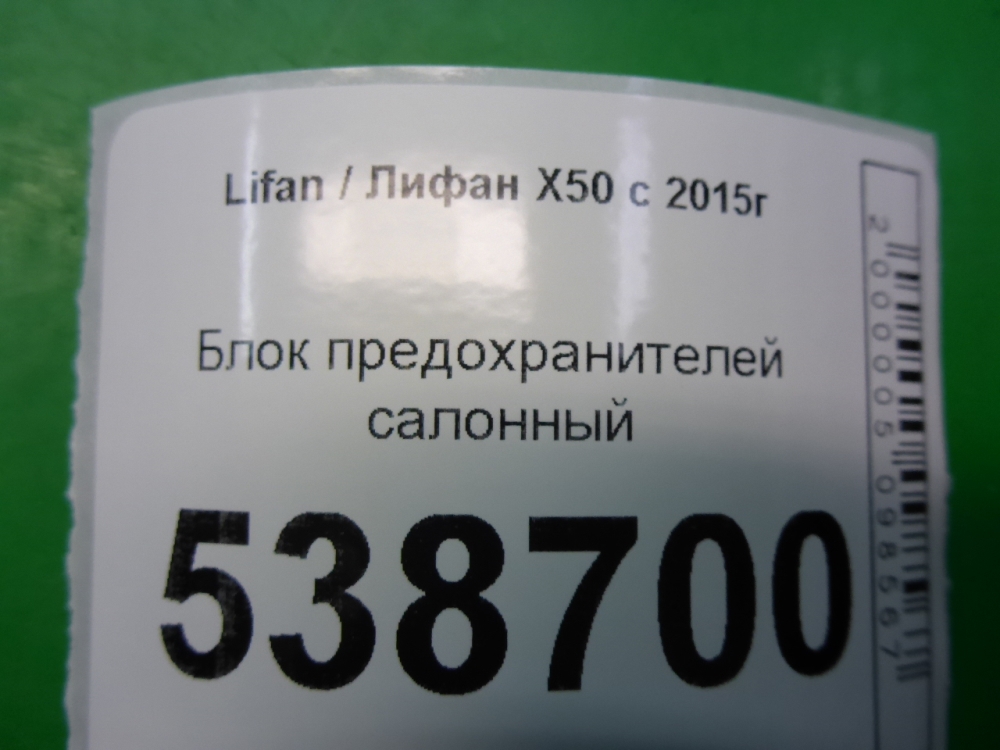 Lifan / Лифан X50 с 2015г
Блок предохранителей
салонный
538700
2000005098567